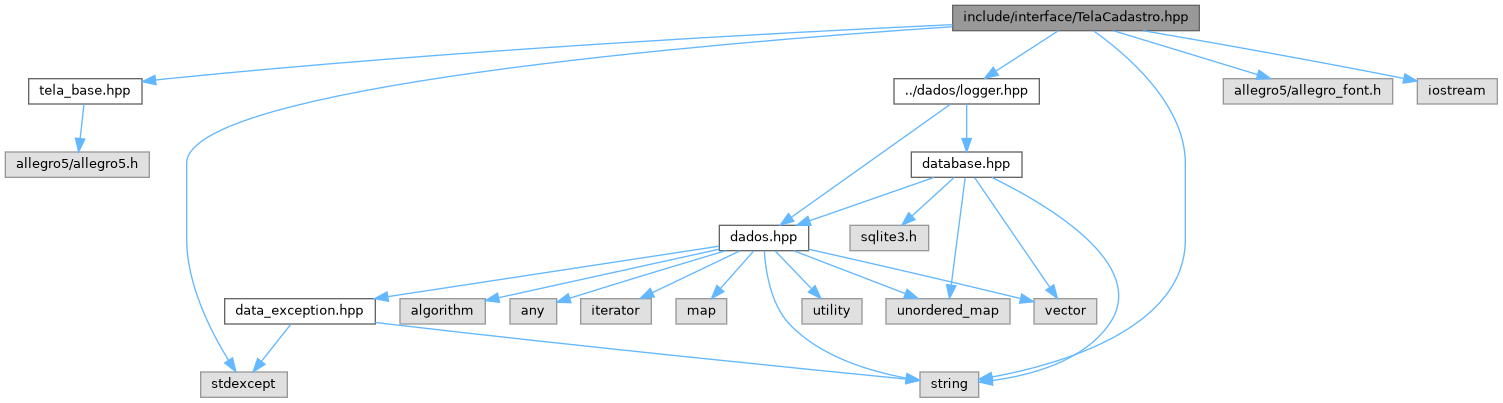 include/interface/TelaCadastro.hpp
tela_base.hpp
../dados/logger.hpp
allegro5/allegro_font.h
iostream
allegro5/allegro5.h
database.hpp
dados.hpp
sqlite3.h
data_exception.hpp
algorithm
any
iterator
map
utility
unordered_map
vector
stdexcept
string